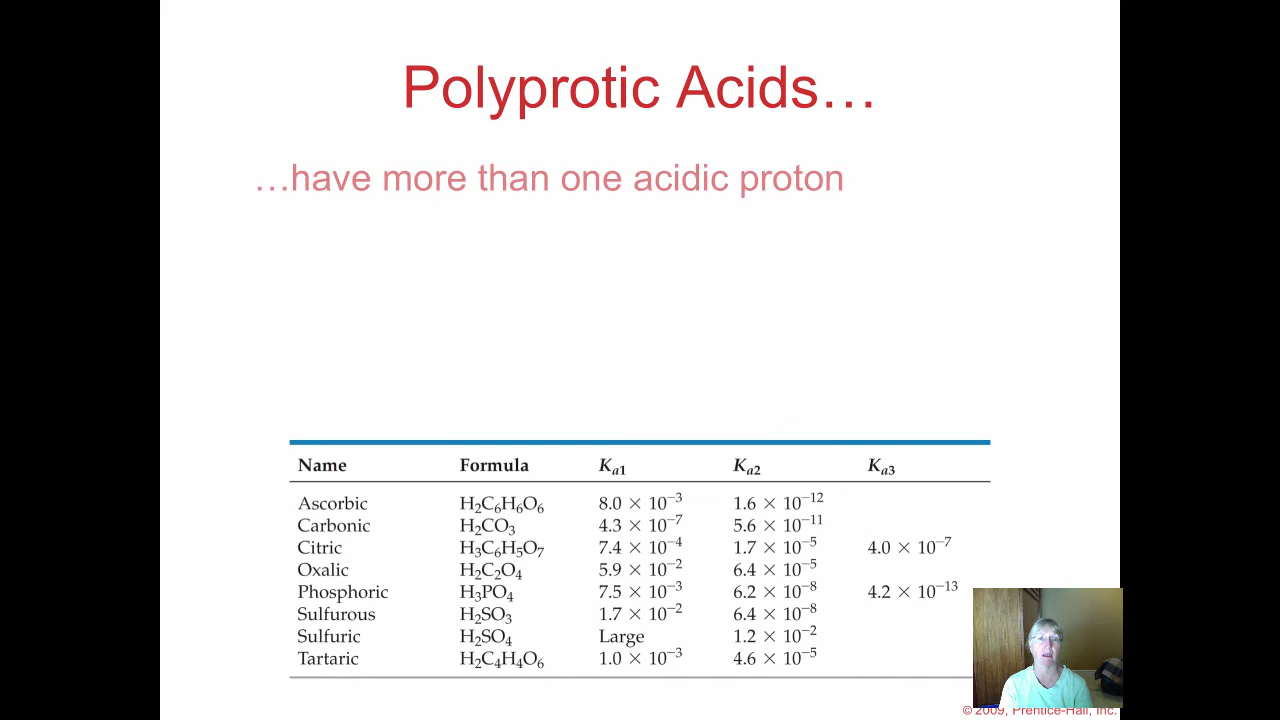 Polyprotic Acids…
…have more than one acidic proton
Name Formula Kₐ₁ Kₐ₂ Kₐ₃
Ascorbic H₂C₆H₆O₆ 8.0 × 10⁻³ 1.6 × 10⁻¹²
Carbonic H₂CO₃ 4.3 × 10⁻⁷ 5.6 × 10⁻¹¹
Citric H₃C₆H₅O₇ 7.4 × 10⁻⁴ 1.7 × 10⁻⁵ 4.0 × 10⁻⁷
Oxalic H₂C₂O₄ 5.9 × 10⁻² 6.4 × 10⁻⁵
Phosphoric H₃PO₄ 7.5 × 10⁻³ 6.2 × 10⁻⁸ 4.2 × 10⁻¹³
Sulfurous H₂SO₃ 1.7 × 10⁻² 6.4 × 10⁻⁸
Sulfuric H₂SO₄ Large 1.2 × 10⁻²
Tartaric H₂C₄H₄O₆ 1.0 × 10⁻³ 4.6 × 10⁻⁵
© 2009, Prentice-Hall, Inc.